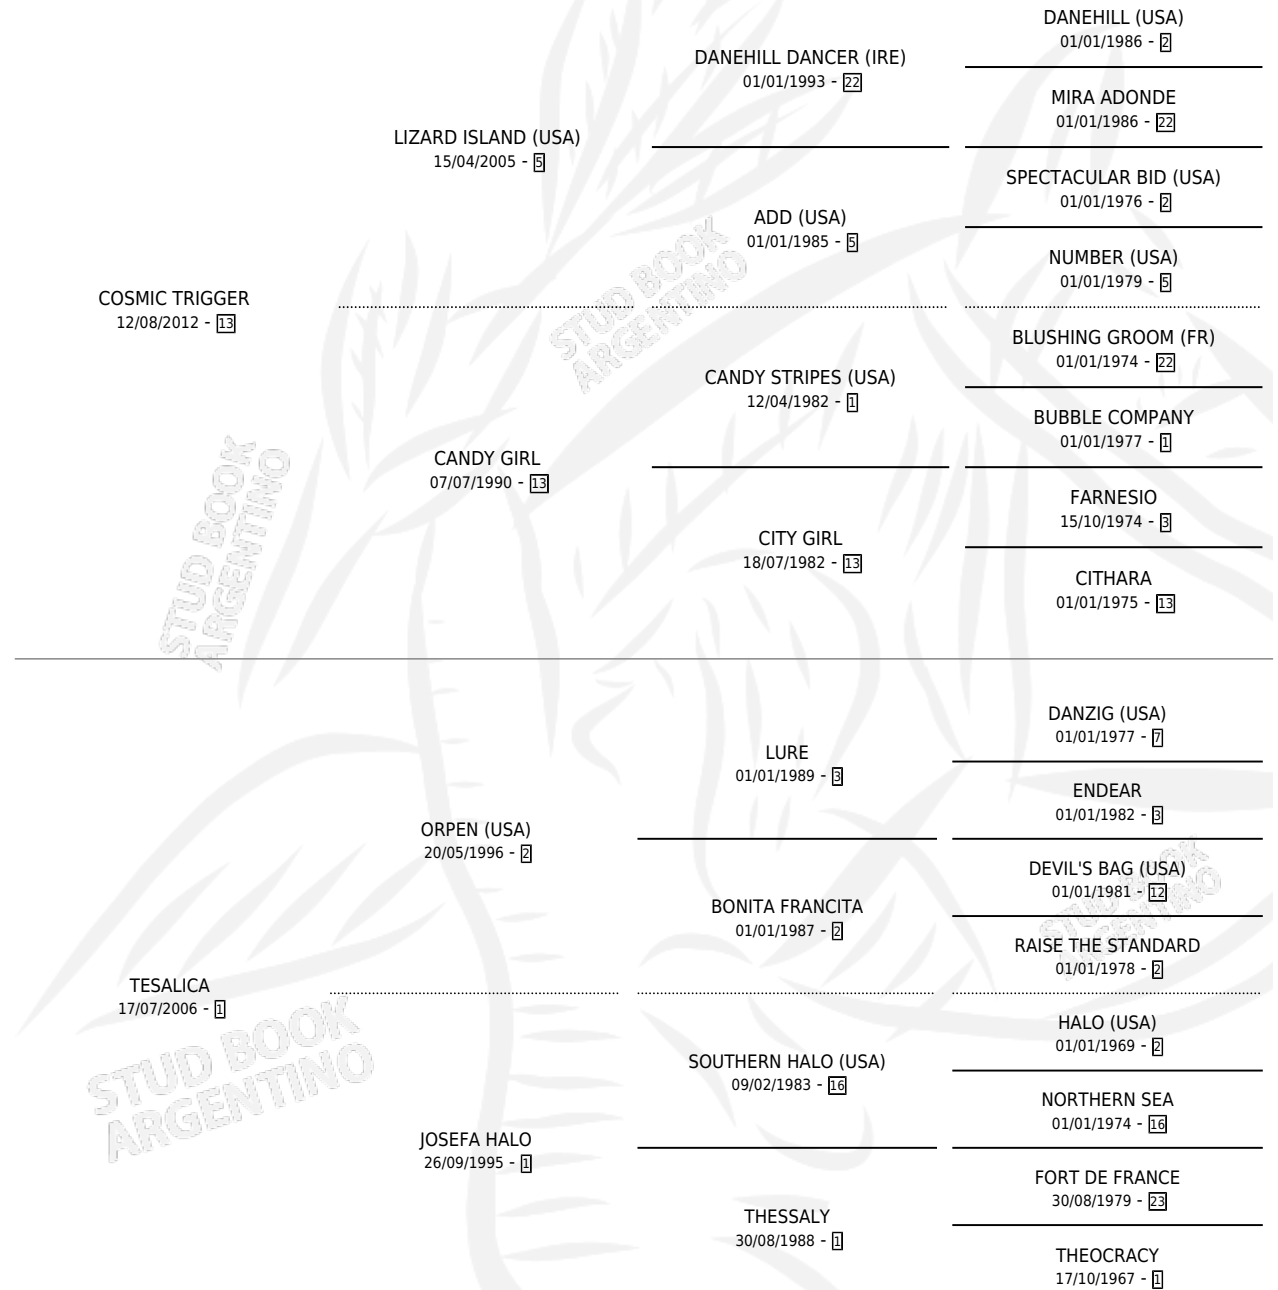 DANEHILL (USA)
01/01/1986 - 2
DANEHILL DANCER (IRE)
01/01/1993 - 22
MIRA ADONDE
01/01/1986 - 22
LIZARD ISLAND (USA)
15/04/2005 - 5
SPECTACULAR BID (USA)
01/01/1976 - 2
ADD (USA)
01/01/1985 - 5
NUMBER (USA)
01/01/1979 - 5
COSMIC TRIGGER
12/08/2012 - 13
BLUSHING GROOM (FR)
01/01/1974 - 22
CANDY STRIPES (USA)
12/04/1982 - 1
BUBBLE COMPANY
01/01/1977 - 1
CANDY GIRL
07/07/1990 - 13
FARNESIO
15/10/1974 - 3
CITY GIRL
18/07/1982 - 13
CITHARA
01/01/1975 - 13
DANZIG (USA)
01/01/1977 - 7
LURE
01/01/1989 - 3
ENDEAR
01/01/1982 - 3
ORPEN (USA)
20/05/1996 - 2
DEVIL'S BAG (USA)
01/01/1981 - 12
BONITA FRANCITA
01/01/1987 - 2
RAISE THE STANDARD
01/01/1978 - 2
TESALICA
17/07/2006 - 1
HALO (USA)
01/01/1969 - 2
SOUTHERN HALO (USA)
09/02/1983 - 16
NORTHERN SEA
01/01/1974 - 16
JOSEFA HALO
26/09/1995 - 1
FORT DE FRANCE
30/08/1979 - 23
THESSALY
30/08/1988 - 1
THEOCRACY
17/10/1967 - 1
STUD BOOK
ARGENTINO
STUD BOOK
ARGENTINO
STUD BOOK
ARGENTINO
STUD BOOK
ARGENTINO